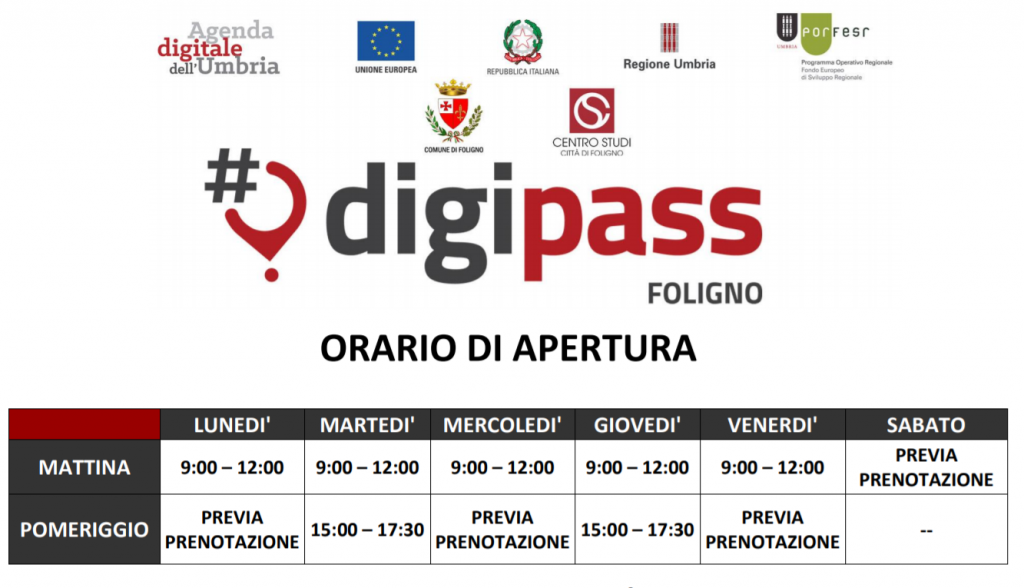 Agenda
digitale
dell'Umbria
UNIONE EUROPEA
REPUBBLICA ITALIANA
Regione Umbria
UMBRIA
porfesr
Programma Operativo Regionale
Fondo Europeo
di Sviluppo Regionale
COMUNE DI FOLIGNO
CENTRO STUDI
CITTÀ DI FOLIGNO
# digipass
FOLIGNO
ORARIO DI APERTURA
LUNEDI' MARTEDI' MERCOLEDI' GIOVEDI' VENERDI' SABATO
MATTINA 9:00 – 12:00 9:00 – 12:00 9:00 – 12:00 9:00 – 12:00 9:00 – 12:00 PREVIA
PRENOTAZIONE
POMERIGGIO PREVIA
PRENOTAZIONE 15:00 – 17:30 PREVIA
PRENOTAZIONE 15:00 – 17:30 PREVIA
PRENOTAZIONE --